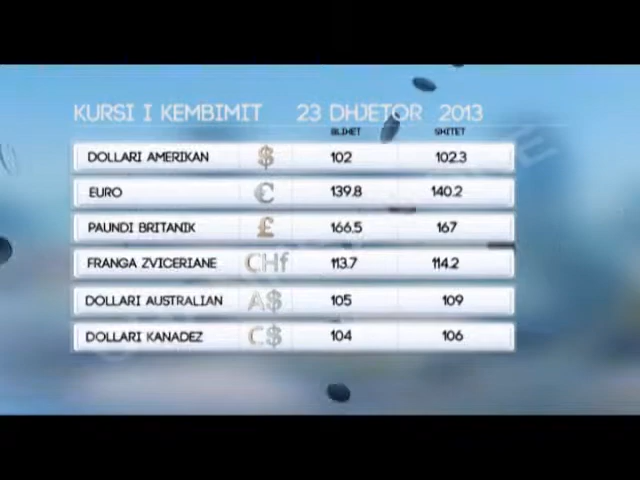 KURSI I KEMBIMIT 23 DHJETOR 2013
BLIHET SHITET
DOLLARI AMERIKAN $ 102 102.3
EURO € 139.8 140.2
PAUNDI BRITANIK £ 166.5 167
FRANGA ZVICERIANE CHf 113.7 114.2
DOLLARI AUSTRALIAN A$ 105 109
DOLLARI KANADEZ C$ 104 106